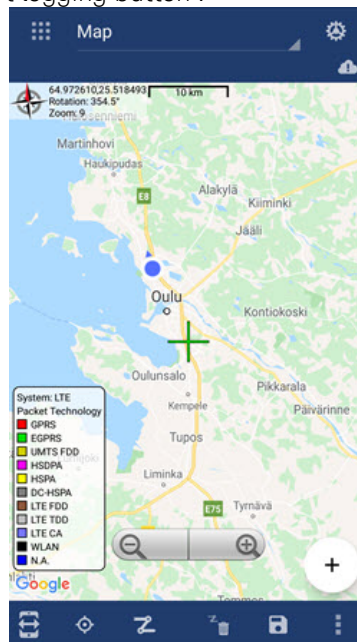 t logging button .
Map
64.972610,25.518493
Rotation: 354.5°
Zoom: 9
10 km
Martinhovi
Haukipudas
E8
Alakylä
Kiiminki
Jääli
Oulu
Kontiokoski
Oulunsalo
Pikkarala
Kempele
Päivärinne
Tupos
Liminka
E75
Tyrnävä
System: LTE
Packet Technology
GPRS
EGPRS
UMTS FDD
HSDPA
HSPA
DC-HSPA
LTE FDD
LTE TDD
LTE CA
WLAN
N.A.
Google
+
z